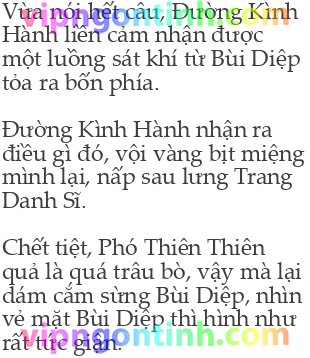 Vừa nói hết câu, Đường Kình
Hành liền cảm nhận được
một luồng sát khí từ Bùi Diệp
tỏa ra bốn phía.
Đường Kình Hành nhận ra
điều gì đó, vội vàng bịt miệng
mình lại, nấp sau lưng Trang
Danh Sĩ.
Chết tiệt, Phó Thiên Thiên
quả là quá trâu bò, vậy mà lại
dám cắm sừng Bùi Diệp, nhìn
vẻ mặt Bùi Diệp thì hình như
rất tức giận.
vipngontinh.com
vipngontinh.com
vipngontinh.com